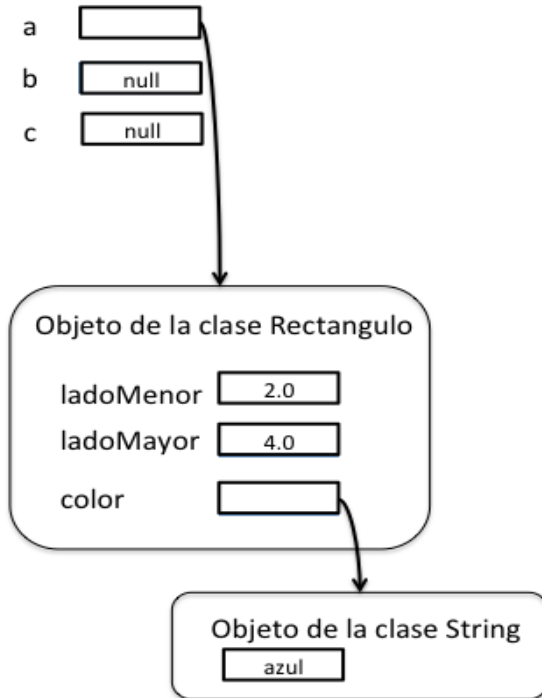 a
b null
c null
Objeto de la clase Rectangulo
ladoMenor 2.0
ladoMayor 4.0
color
Objeto de la clase String
azul